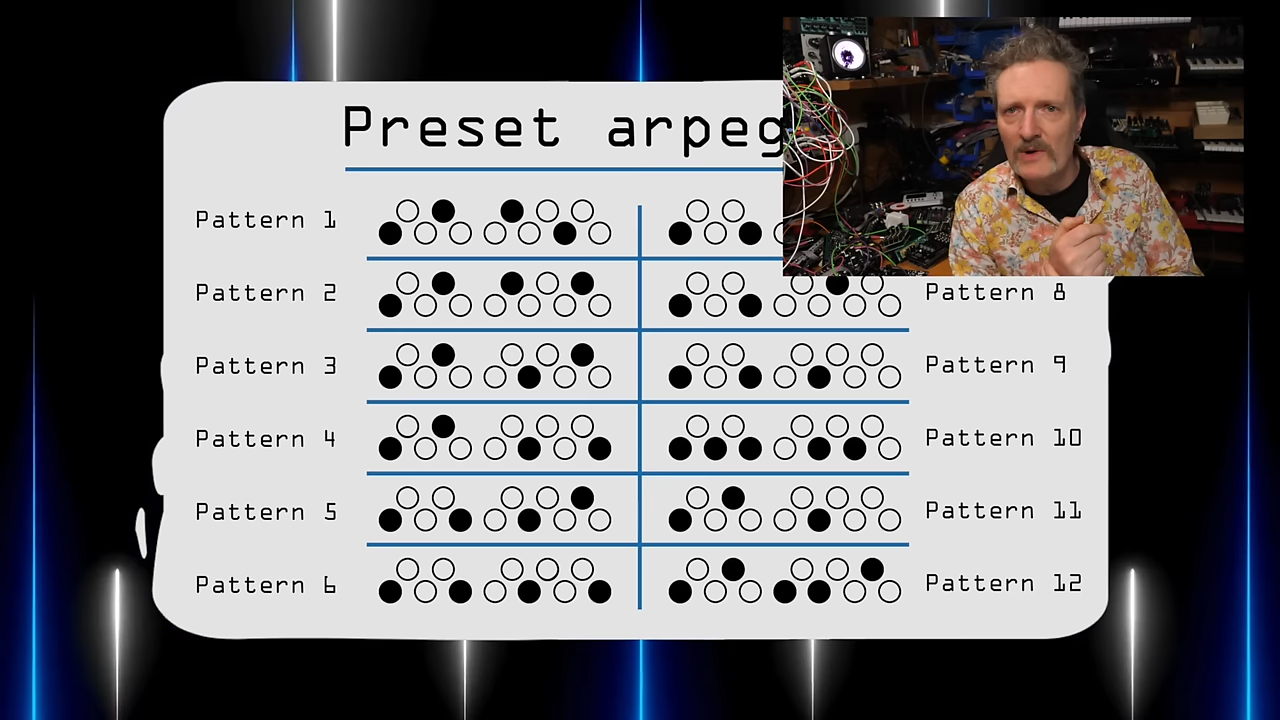 Preset arpeg
Pattern 1
Pattern 2
Pattern 3
Pattern 4
Pattern 5
Pattern 6
Pattern 8
Pattern 9
Pattern 10
Pattern 11
Pattern 12